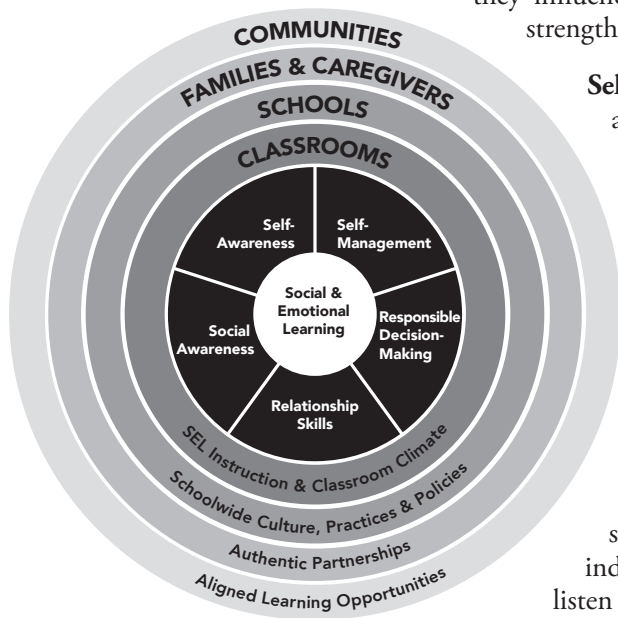 they influenc
strength
Sel
a
COMMUNITIES
FAMILIES & CAREGIVERS
SCHOOLS
CLASSROOMS
Self-
Awareness
Self-
Management
Social &
Emotional
Learning
Social
Awareness
Responsible
Decision-
Making
Relationship
Skills
SEL Instruction & Classroom Climate
Schoolwide Culture, Practices & Policies
Authentic Partnerships
Aligned Learning Opportunities
s
ind
listen